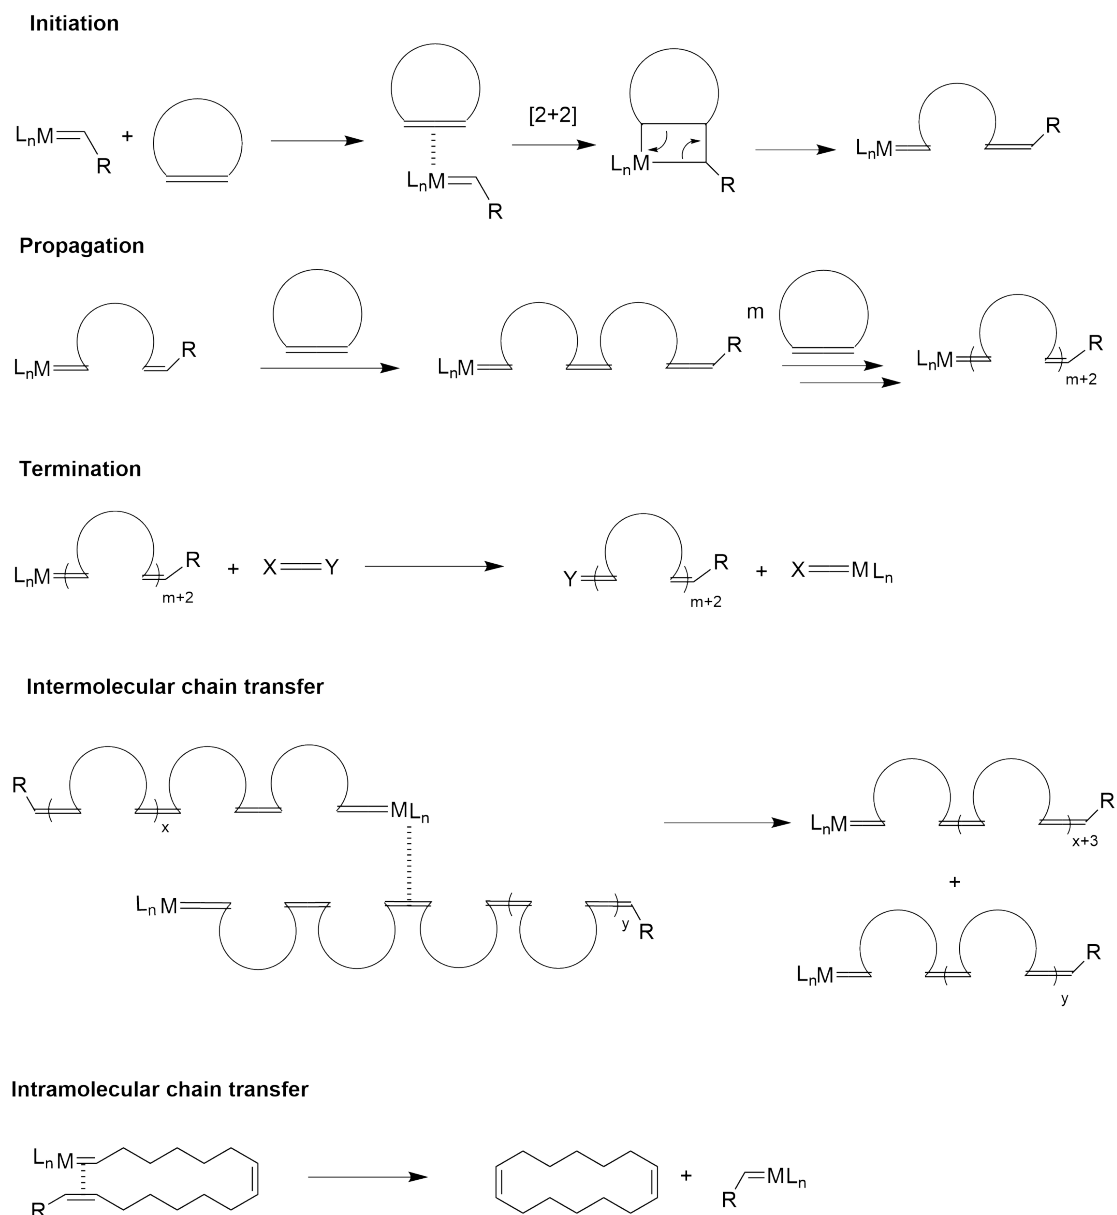 Initiation
LnM + R
LnM R
[2+2]
LnM R
LnM R
Propagation
LnM R
LnM R
m
LnM ( ) m+2 R
Termination
LnM ( ) m+2 R + X Y
Y ( ) m+2 R + X MLn
Intermolecular chain transfer
R ( ) x MLn
LnM ( ) y R
LnM ( ) x+3 R
+
LnM ( ) y R
Intramolecular chain transfer
LnM
R
+ R MLn